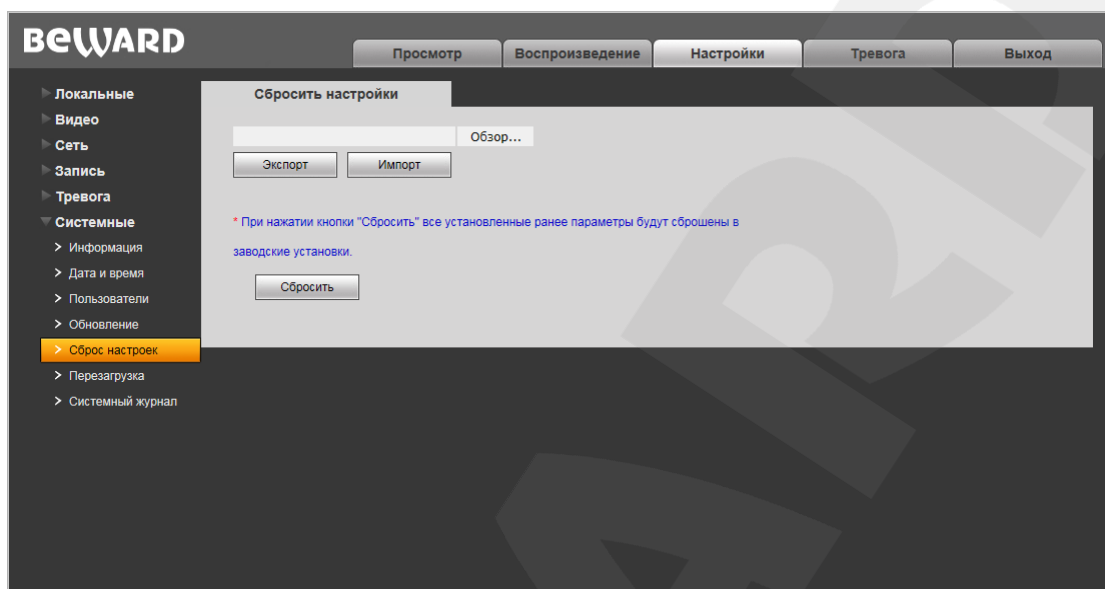 BEWARD
Просмотр
Воспроизведение
Настройки
Тревога
Выход
Локальные
Видео
Сеть
Запись
Тревога
Системные
Информация
Дата и время
Пользователи
Обновление
Сброс настроек
Перезагрузка
Системный журнал
Сбросить настройки
Обзор...
Экспорт
Импорт
* При нажатии кнопки "Сбросить" все установленные ранее параметры будут сброшены в
заводские установки.
Сбросить